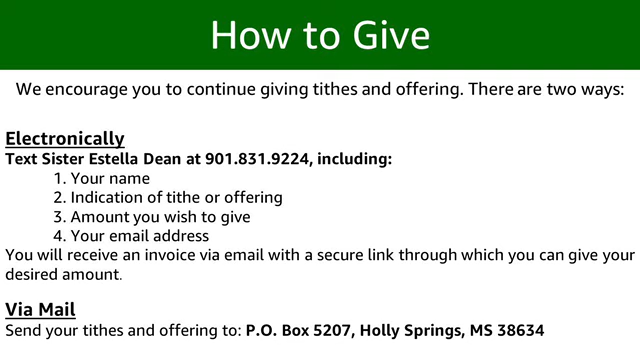 How to Give
We encourage you to continue giving tithes and offering. There are two ways:
Electronically
Text Sister Estella Dean at 901.831.9224, including:
1. Your name
2. Indication of tithe or offering
3. Amount you wish to give
4. Your email address
You will receive an invoice via email with a secure link through which you can give your
desired amount.
Via Mail
Send your tithes and offering to: P.O. Box 5207, Holly Springs, MS 38634